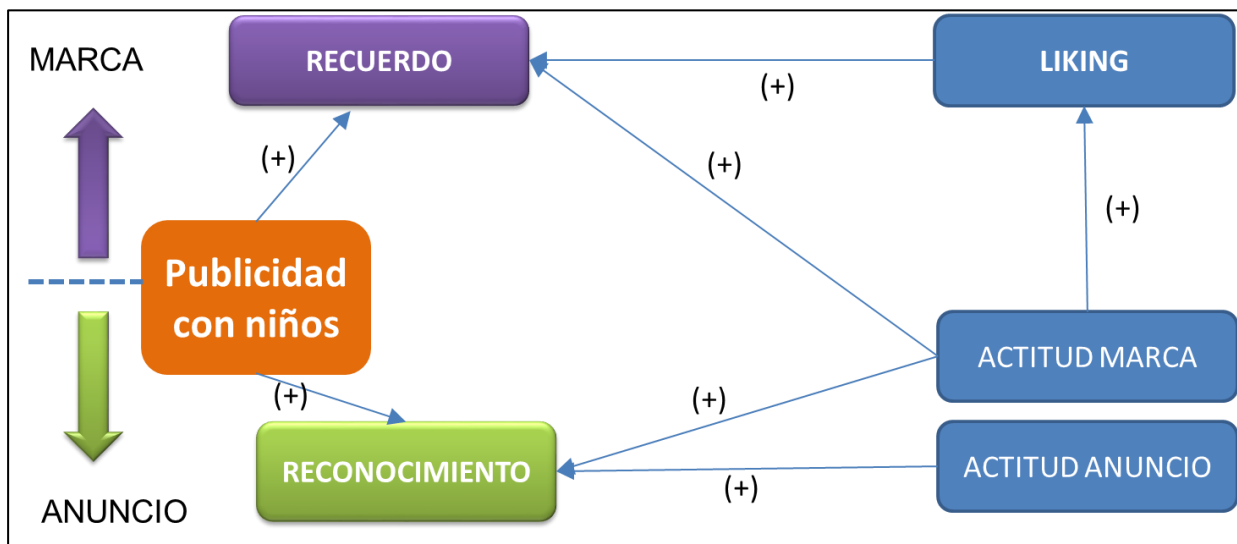 MARCA
RECUERDO
LIKING
(+)
(+)
(+)
(+)
Publicidad
con niños
ACTITUD MARCA
(+)
(+)
RECONOCIMIENTO
ACTITUD ANUNCIO
(+)
ANUNCIO